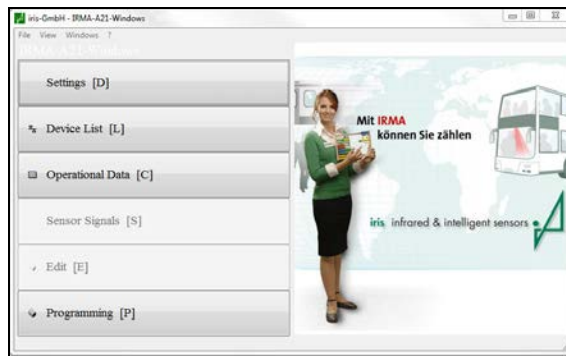 iris-GmbH - IRMA-A21-Windows
File View Windows ?
IRMA-A21-Windows
Settings [D]
Device List [L]
Operational Data [C]
Sensor Signals [S]
Edit [E]
Programming [P]
Mit IRMA
können Sie zählen
iris infrared & intelligent sensors